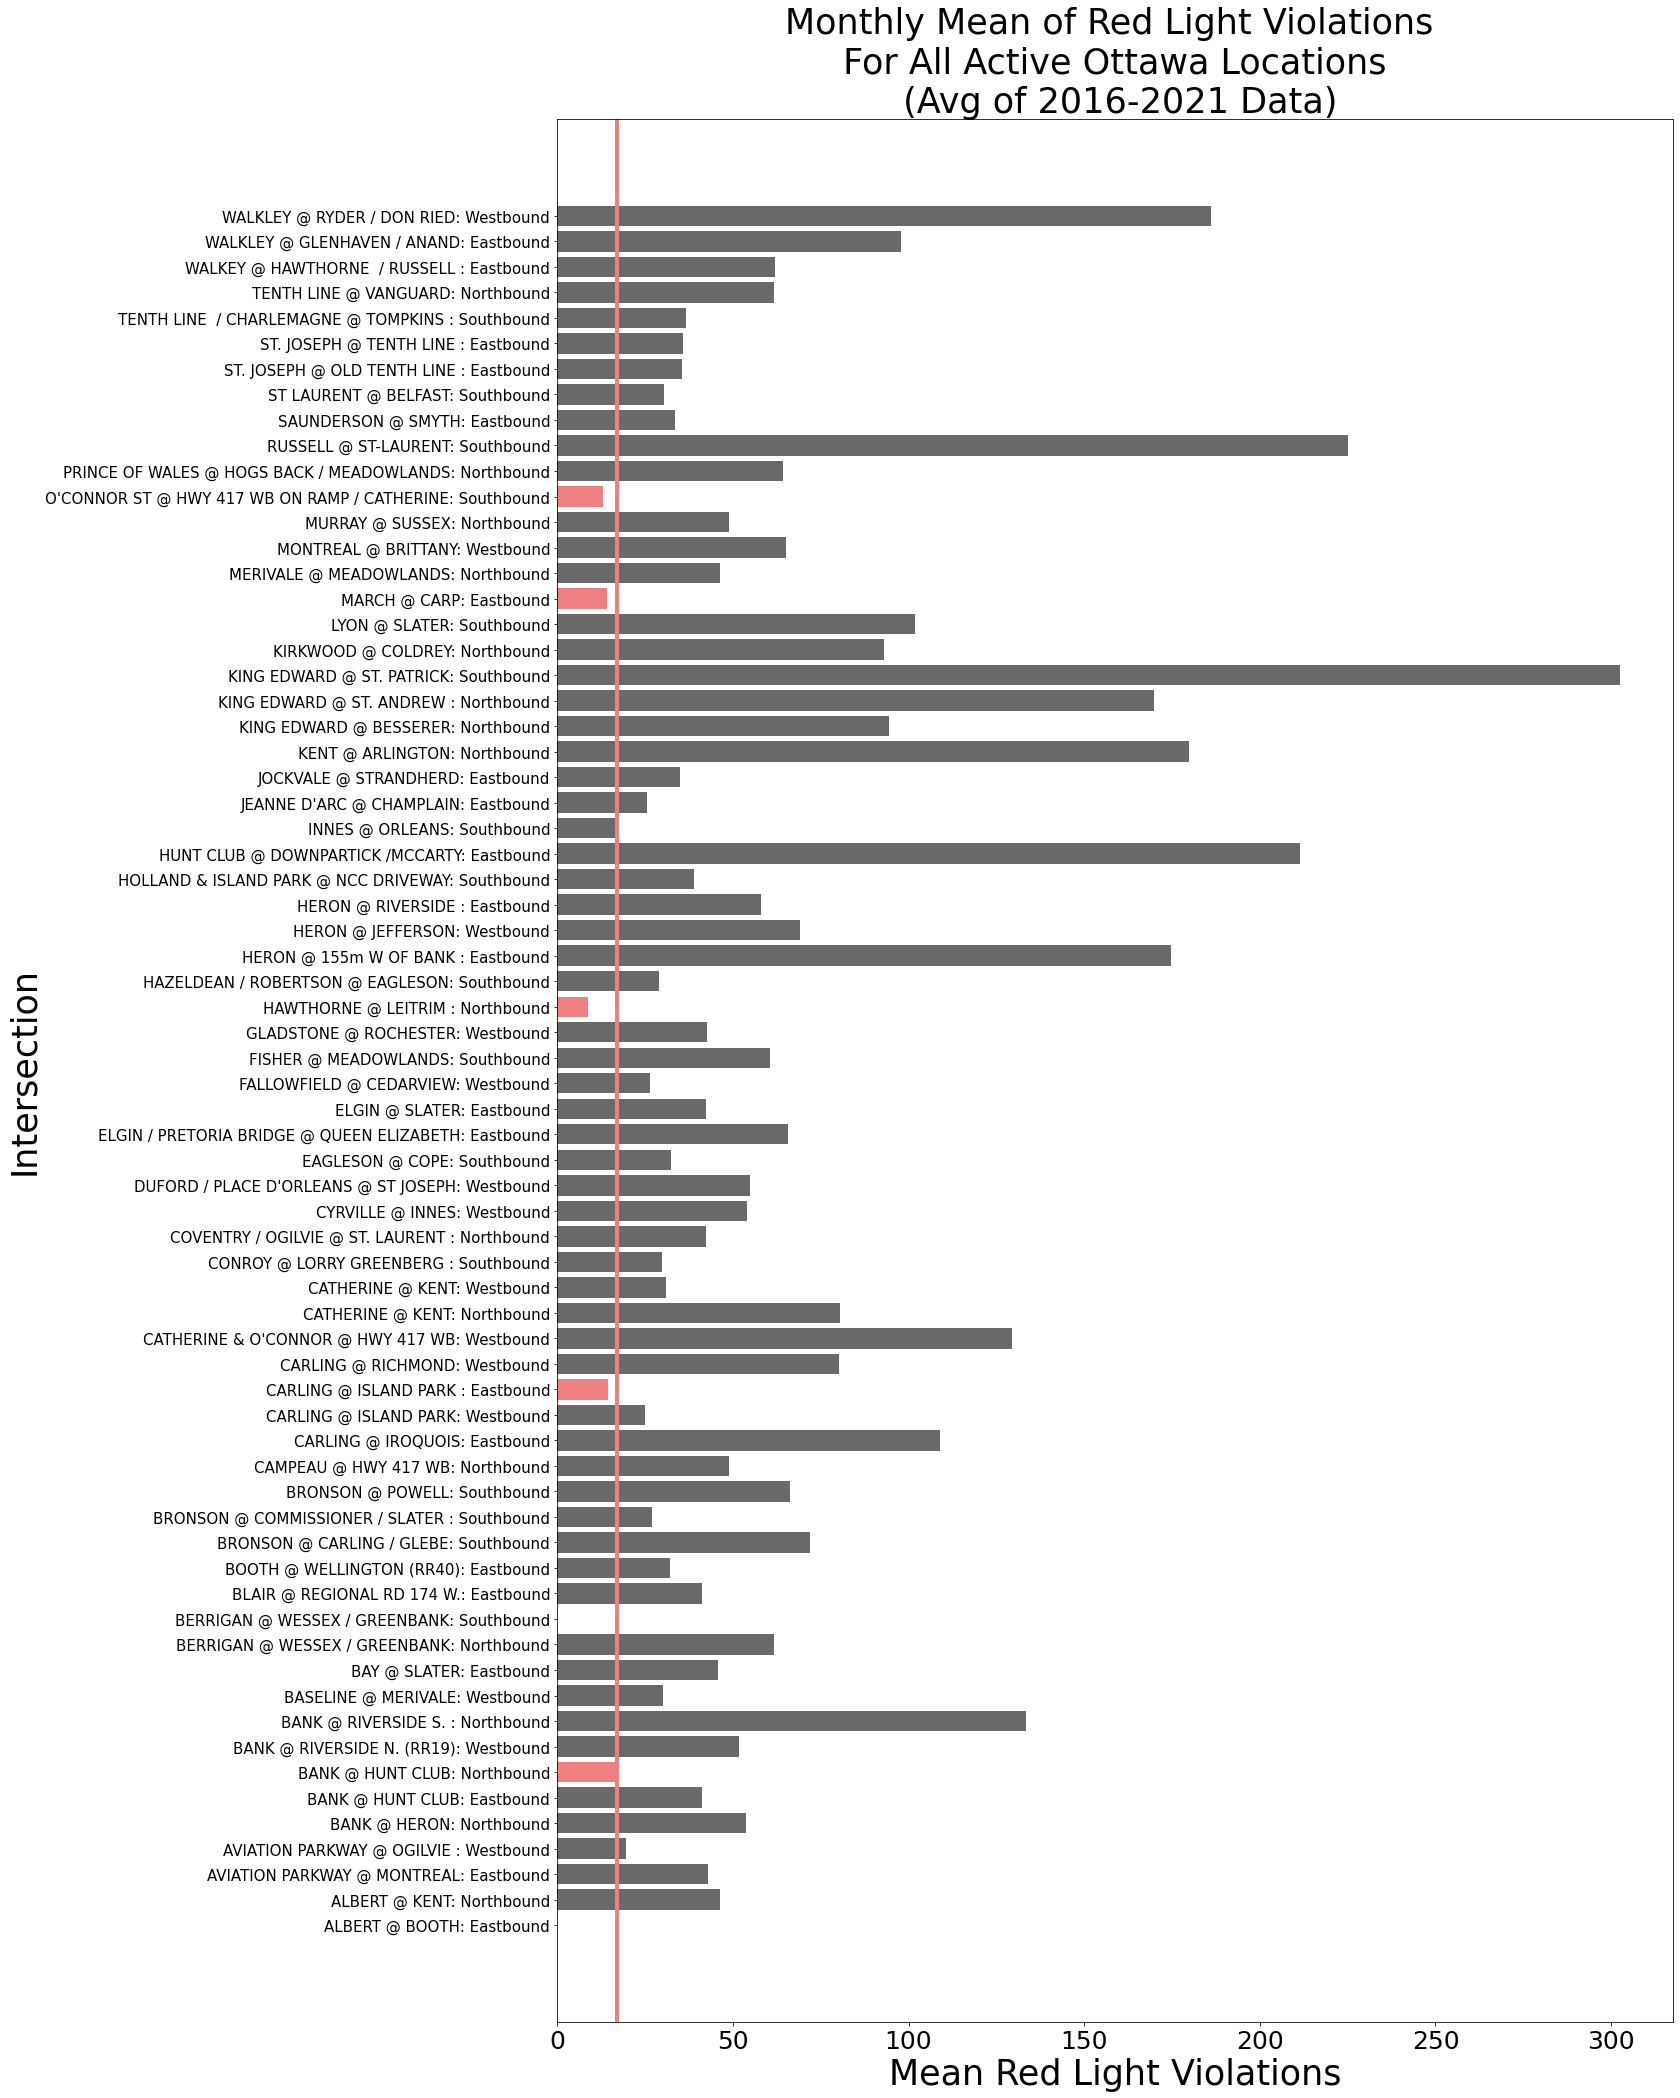 Monthly Mean of Red Light Violations
For All Active Ottawa Locations
(Avg of 2016-2021 Data)
WALKLEY @ RYDER / DON RIED: Westbound
WALKLEY @ GLENHAVEN / ANAND: Eastbound
WALKEY @ HAWTHORNE  / RUSSELL : Eastbound
TENTH LINE @ VANGUARD: Northbound
TENTH LINE  / CHARLEMAGNE @ TOMPKINS : Southbound
ST. JOSEPH @ TENTH LINE : Eastbound
ST. JOSEPH @ OLD TENTH LINE : Eastbound
ST LAURENT @ BELFAST: Southbound
SAUNDERSON @ SMYTH: Eastbound
RUSSELL @ ST-LAURENT: Southbound
PRINCE OF WALES @ HOGS BACK / MEADOWLANDS: Northbound
O'CONNOR ST @ HWY 417 WB ON RAMP / CATHERINE: Southbound
MURRAY @ SUSSEX: Northbound
MONTREAL @ BRITTANY: Westbound
MERIVALE @ MEADOWLANDS: Northbound
MARCH @ CARP: Eastbound
LYON @ SLATER: Southbound
KIRKWOOD @ COLDREY: Northbound
KING EDWARD @ ST. PATRICK: Southbound
KING EDWARD @ ST. ANDREW : Northbound
KING EDWARD @ BESSERER: Northbound
KENT @ ARLINGTON: Northbound
JOCKVALE @ STRANDHERD: Eastbound
JEANNE D'ARC @ CHAMPLAIN: Eastbound
INNES @ ORLEANS: Southbound
HUNT CLUB @ DOWNPARTICK /MCCARTY: Eastbound
HOLLAND & ISLAND PARK @ NCC DRIVEWAY: Southbound
HERON @ RIVERSIDE : Eastbound
HERON @ JEFFERSON: Westbound
HERON @ 155m W OF BANK : Eastbound
HAZELDEAN / ROBERTSON @ EAGLESON: Southbound
HAWTHORNE @ LEITRIM : Northbound
GLADSTONE @ ROCHESTER: Westbound
FISHER @ MEADOWLANDS: Southbound
FALLOWFIELD @ CEDARVIEW: Westbound
ELGIN @ SLATER: Eastbound
ELGIN / PRETORIA BRIDGE @ QUEEN ELIZABETH: Eastbound
EAGLESON @ COPE: Southbound
DUFORD / PLACE D'ORLEANS @ ST JOSEPH: Westbound
CYRVILLE @ INNES: Westbound
COVENTRY / OGILVIE @ ST. LAURENT : Northbound
CONROY @ LORRY GREENBERG : Southbound
CATHERINE @ KENT: Westbound
CATHERINE @ KENT: Northbound
CATHERINE & O'CONNOR @ HWY 417 WB: Westbound
CARLING @ RICHMOND: Westbound
CARLING @ ISLAND PARK : Eastbound
CARLING @ ISLAND PARK: Westbound
CARLING @ IROQUOIS: Eastbound
CAMPEAU @ HWY 417 WB: Northbound
BRONSON @ POWELL: Southbound
BRONSON @ COMMISSIONER / SLATER : Southbound
BRONSON @ CARLING / GLEBE: Southbound
BOOTH @ WELLINGTON (RR40): Eastbound
BLAIR @ REGIONAL RD 174 W.: Eastbound
BERRIGAN @ WESSEX / GREENBANK: Southbound
BERRIGAN @ WESSEX / GREENBANK: Northbound
BAY @ SLATER: Eastbound
BASELINE @ MERIVALE: Westbound
BANK @ RIVERSIDE S. : Northbound
BANK @ RIVERSIDE N. (RR19): Westbound
BANK @ HUNT CLUB: Northbound
BANK @ HUNT CLUB: Eastbound
BANK @ HERON: Northbound
AVIATION PARKWAY @ OGILVIE : Westbound
AVIATION PARKWAY @ MONTREAL: Eastbound
ALBERT @ KENT: Northbound
ALBERT @ BOOTH: Eastbound
Intersection
0 50 100 150 200 250 300
Mean Red Light Violations